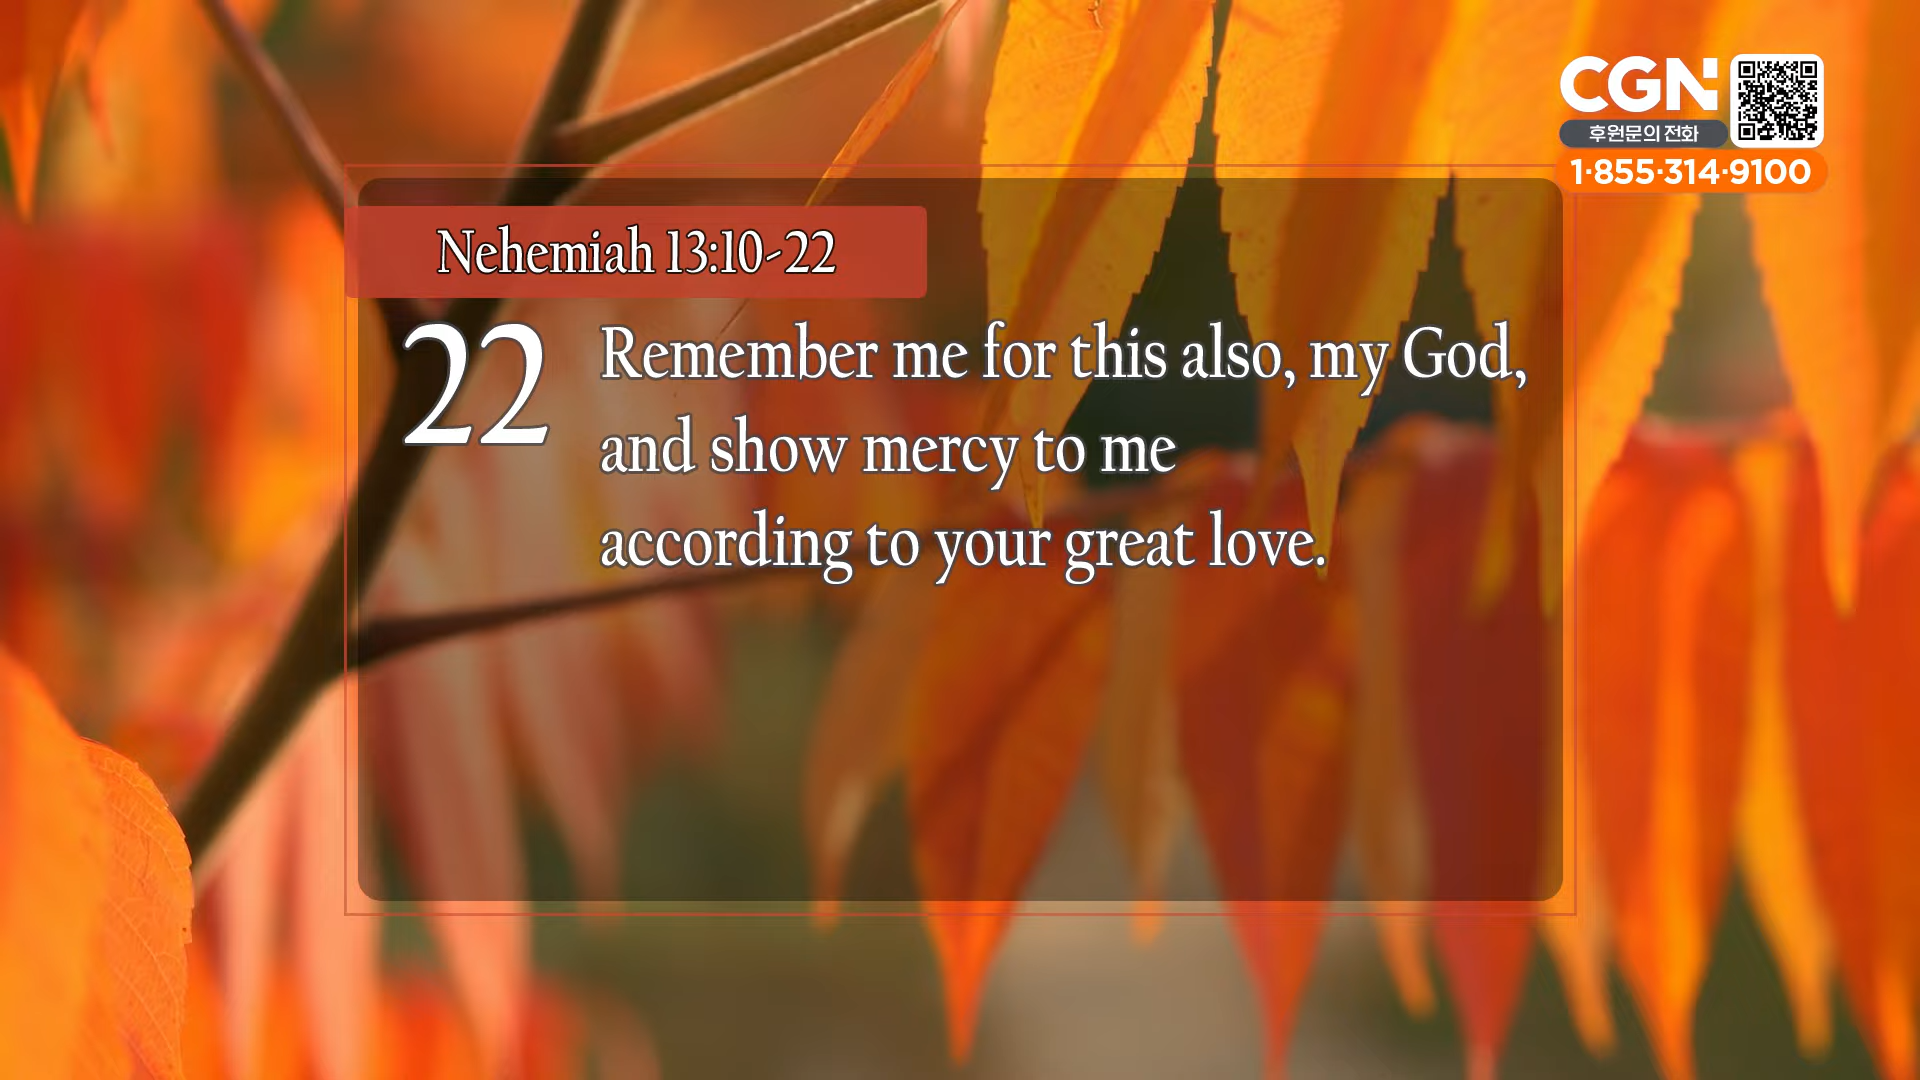 CGN
후원문의 전화
1·855·314·9100
Nehemiah 13:10-22
22
Remember me for this also, my God,
and show mercy to me
according to your great love.